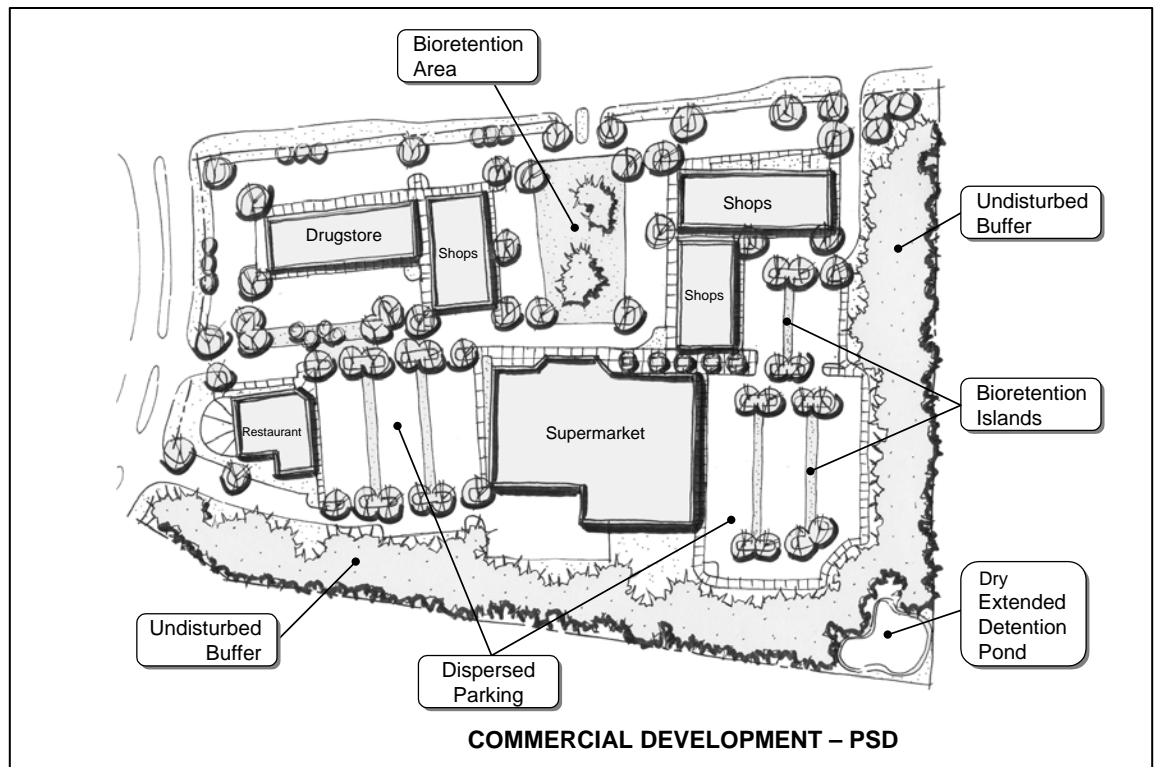 Bioretention
Area
Shops
Undisturbed
Buffer
Drugstore
Shops
Shops
Bioretention
Islands
Restaurant
Supermarket
Dry
Extended
Detention
Pond
Undisturbed
Buffer
Dispersed
Parking
COMMERCIAL DEVELOPMENT – PSD